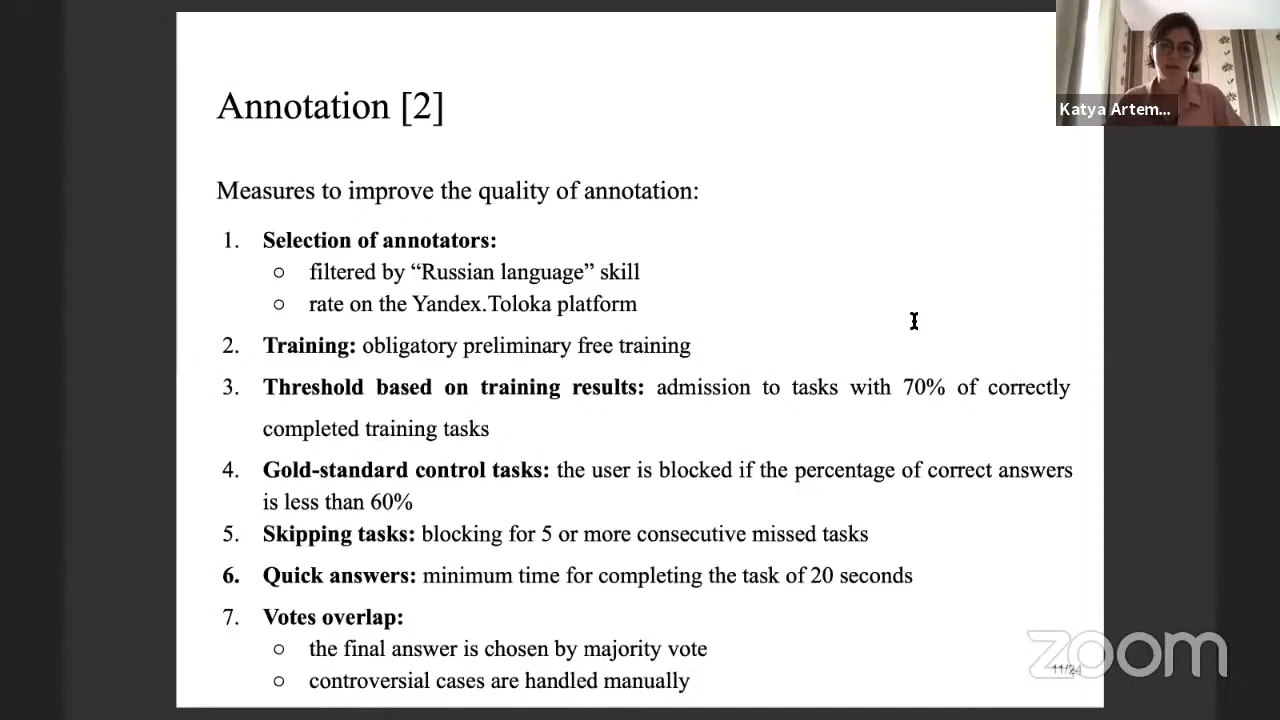 Annotation [2]
Katya Artem...
Measures to improve the quality of annotation:
1. Selection of annotators:
○ filtered by “Russian language” skill
○ rate on the Yandex.Toloka platform
2. Training: obligatory preliminary free training
3. Threshold based on training results: admission to tasks with 70% of correctly
completed training tasks
4. Gold-standard control tasks: the user is blocked if the percentage of correct answers
is less than 60%
5. Skipping tasks: blocking for 5 or more consecutive missed tasks
6. Quick answers: minimum time for completing the task of 20 seconds
7. Votes overlap:
○ the final answer is chosen by majority vote
○ controversial cases are handled manually
zoom
11/24